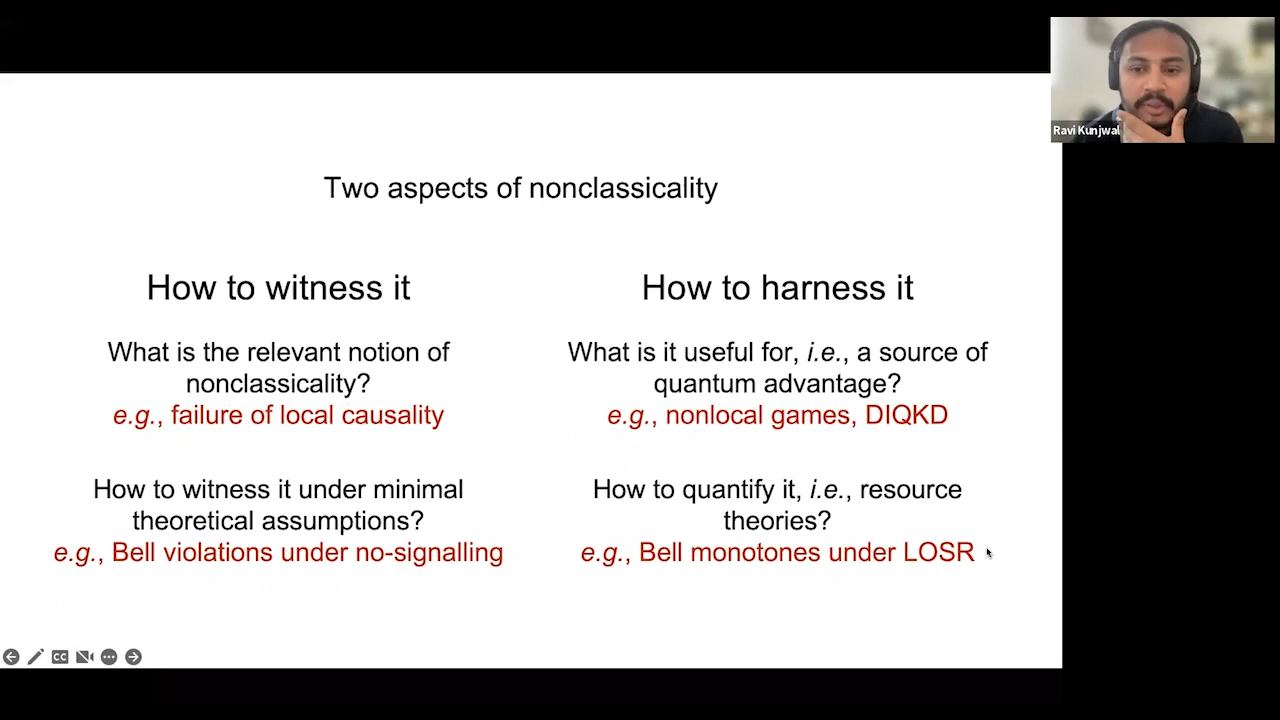 Two aspects of nonclassicality
How to witness it
What is the relevant notion of
nonclassicality?
e.g., failure of local causality
How to witness it under minimal
theoretical assumptions?
e.g., Bell violations under no-signalling
How to harness it
What is it useful for, i.e., a source of
quantum advantage?
e.g., nonlocal games, DIQKD
How to quantify it, i.e., resource
theories?
e.g., Bell monotones under LOSR
Ravi Kunjwal
CC